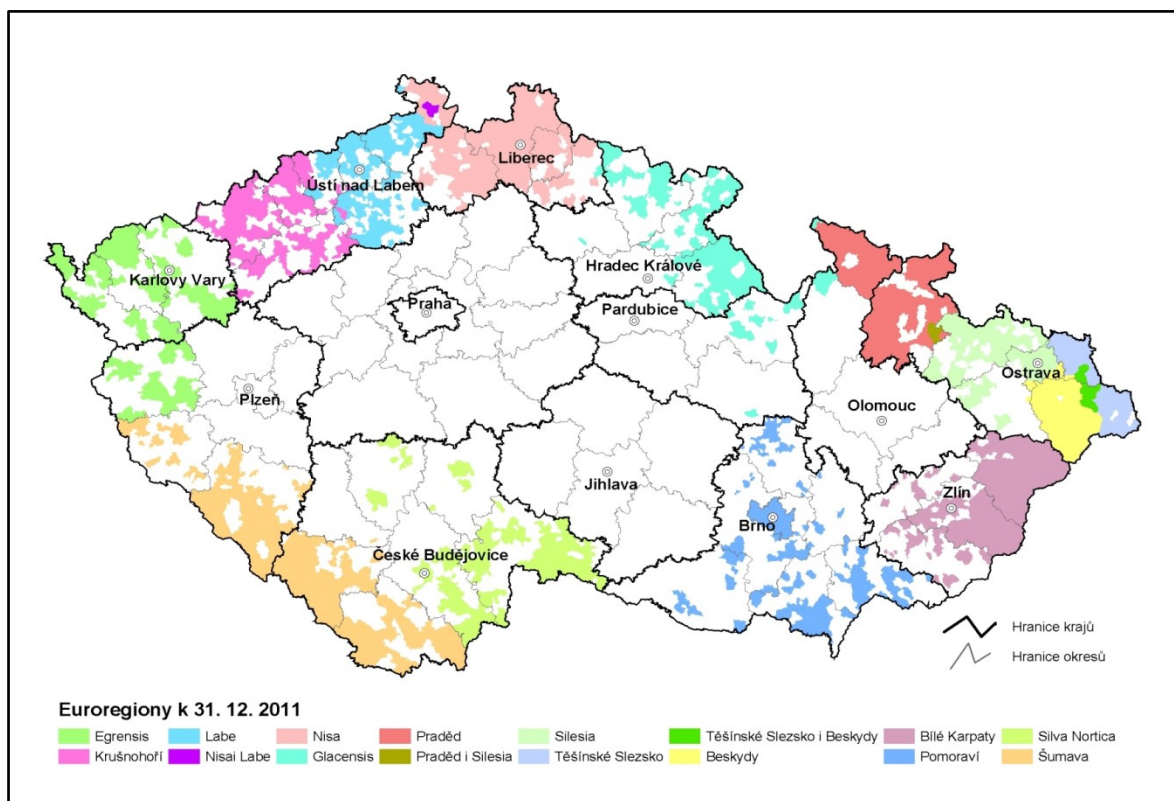 Liberec
Ústí nad Labem
Karlovy Vary
Hradec Králové
Praha
Pardubice
Ostrava
Plzeň
Olomouc
Jihlava
Zlín
Brno
České Budějovice
Hranice krajů
Hranice okresů
Euroregiony k 31. 12. 2011
Egrensis Labe Nisa Praděd Silesia Těšínské Slezsko i Beskydy Bílé Karpaty Silva Nortica
Krušnohoří Nisai Labe Glacensis Praděd i Silesia Těšínské Slezsko Beskydy Pomoraví Šumava